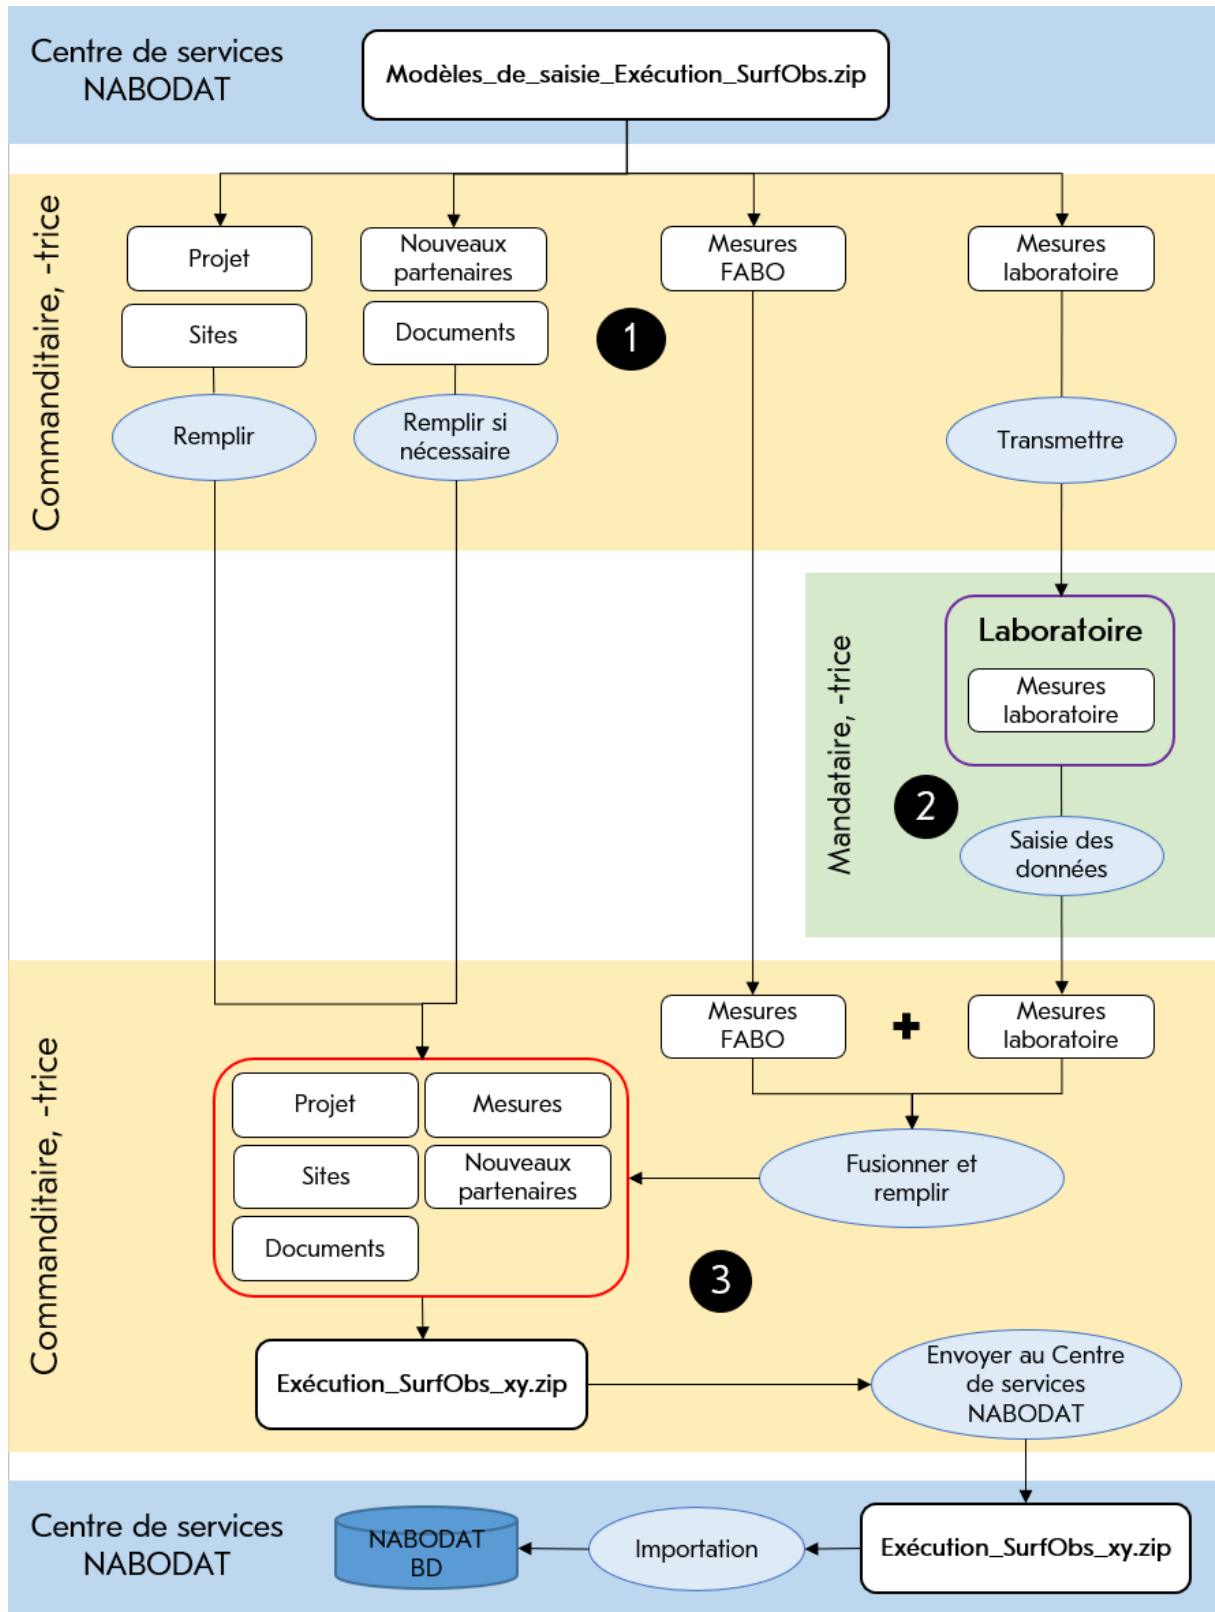 Centre de services
NABODAT
Modèles_de_saisie_Exécution_SurfObs.zip
Commanditaire, -trice
Projet
Nouveaux
partenaires
Mesures
FABO
Mesures
laboratoire
Sites
Documents
1
Remplir
Remplir si
nécessaire
Transmettre
Mandataire, -trice
Laboratoire
Mesures
laboratoire
2
Saisie des
données
Commanditaire, -trice
Mesures
FABO
+
Mesures
laboratoire
Projet
Mesures
Sites
Nouveaux
partenaires
Documents
Fusionner et
remplir
3
Exécution_SurfObs_xy.zip
Envoyer au Centre
de services
NABODAT
Centre de services
NABODAT
NABODAT
BD
Importation
Exécution_SurfObs_xy.zip